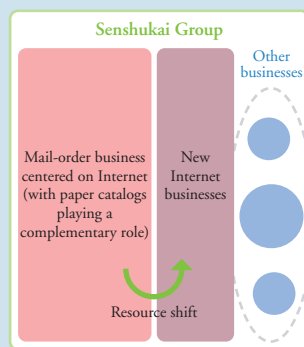 Senshukai Group
Other
businesses
Mail-order business
centered on Internet
(with paper catalogs
playing a
complementary role)
New
Internet
businesses
Resource shift